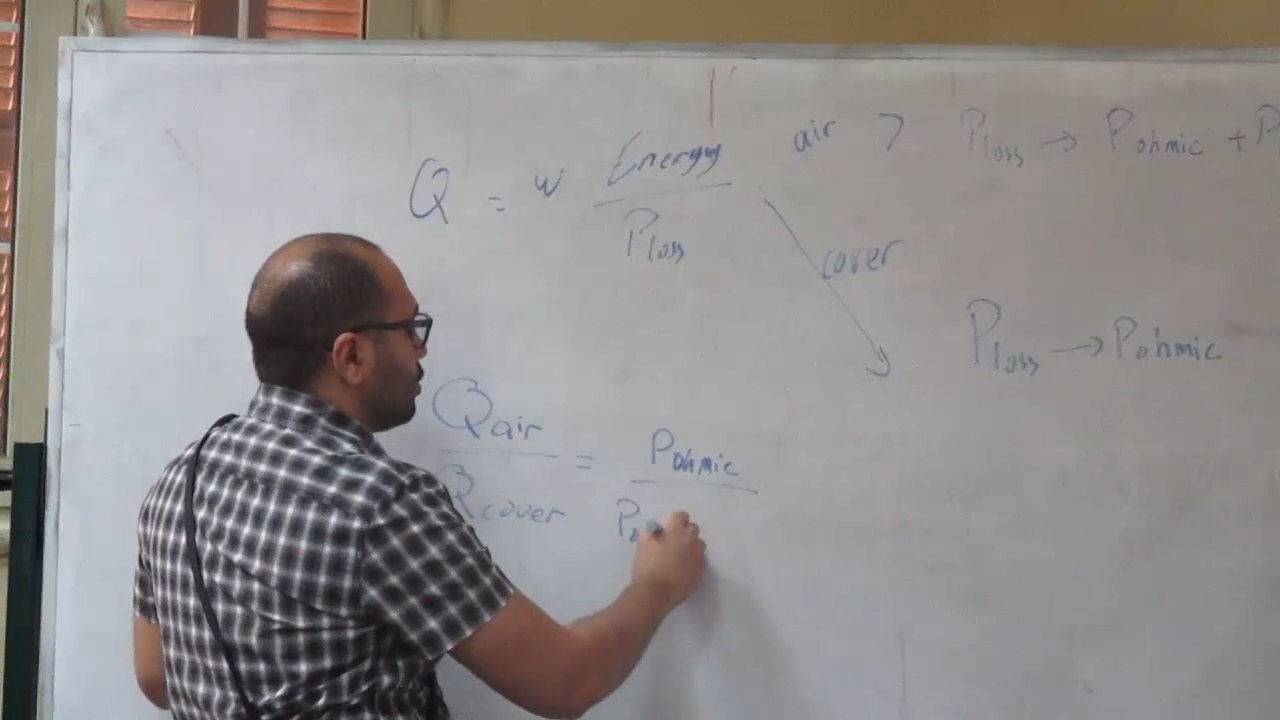 Q = w Energy / Ploss
air > Ploss → Pohmic + P
cover
Ploss → Pohmic
Qair / Qcover = Pohmic / P